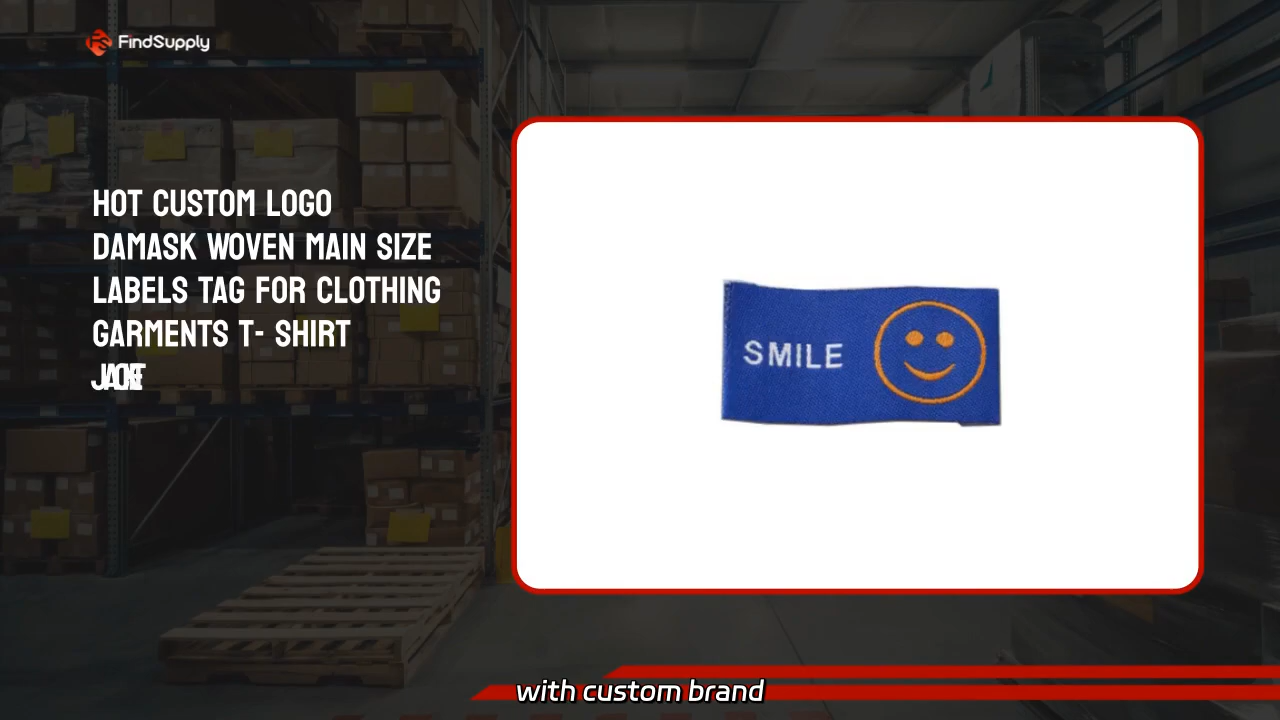 FindSupply
HOT CUSTOM LOGO
DAMASK WOVEN MAIN SIZE
LABELS TAG FOR CLOTHING
GARMENTS T- SHIRT
SMILE
with custom brand